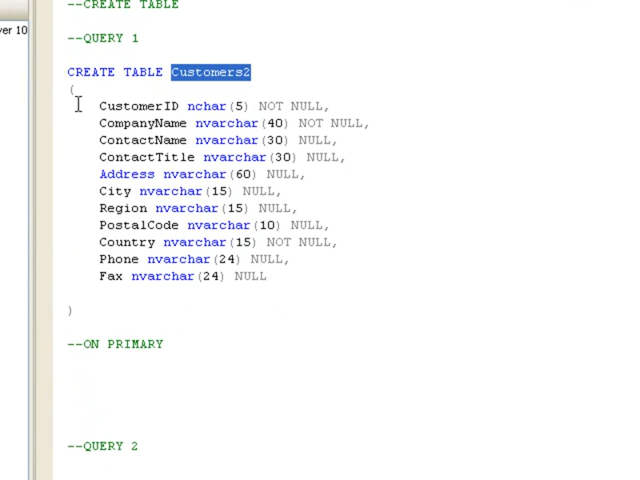 --CREATE TABLE
ver 10
--QUERY 1
CREATE TABLE Customers2
(
CustomerID nchar(5) NOT NULL,
CompanyName nvarchar(40) NOT NULL,
ContactName nvarchar(30) NULL,
ContactTitle nvarchar(30) NULL,
Address nvarchar(60) NULL,
City nvarchar(15) NULL,
Region nvarchar(15) NULL,
PostalCode nvarchar(10) NULL,
Country nvarchar(15) NOT NULL,
Phone nvarchar(24) NULL,
Fax nvarchar(24) NULL
)
--ON PRIMARY
--QUERY 2